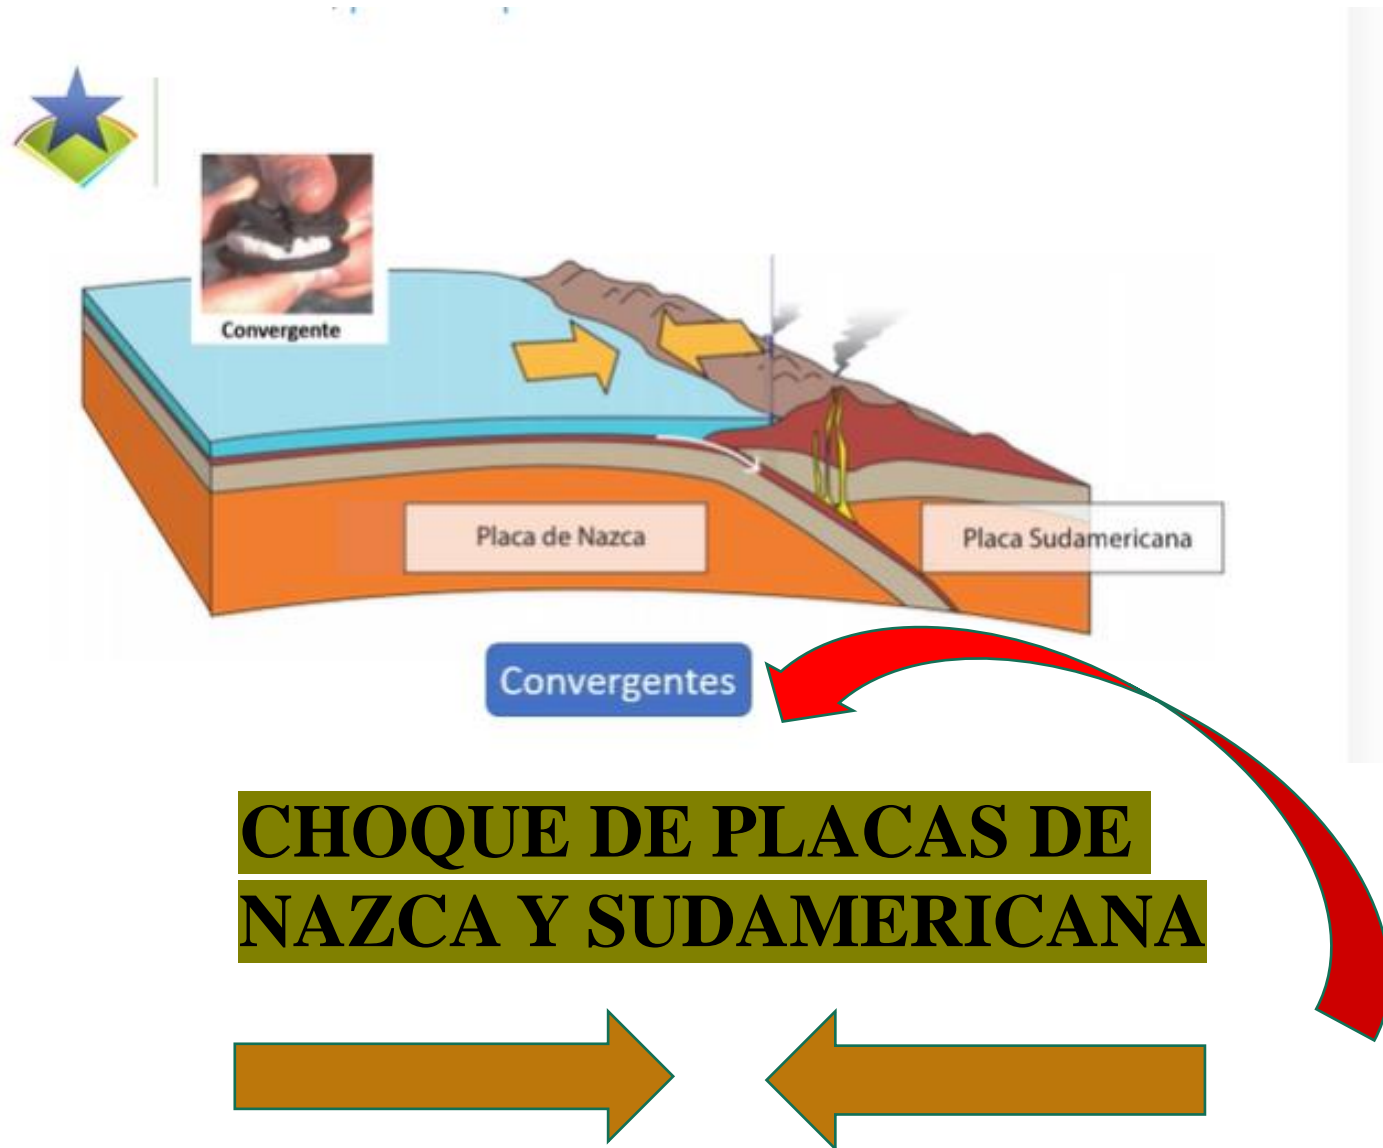 Convergente
Placa de Nazca
Placa Sudamericana
Convergentes
CHOQUE DE PLACAS DE
NAZCA Y SUDAMERICANA